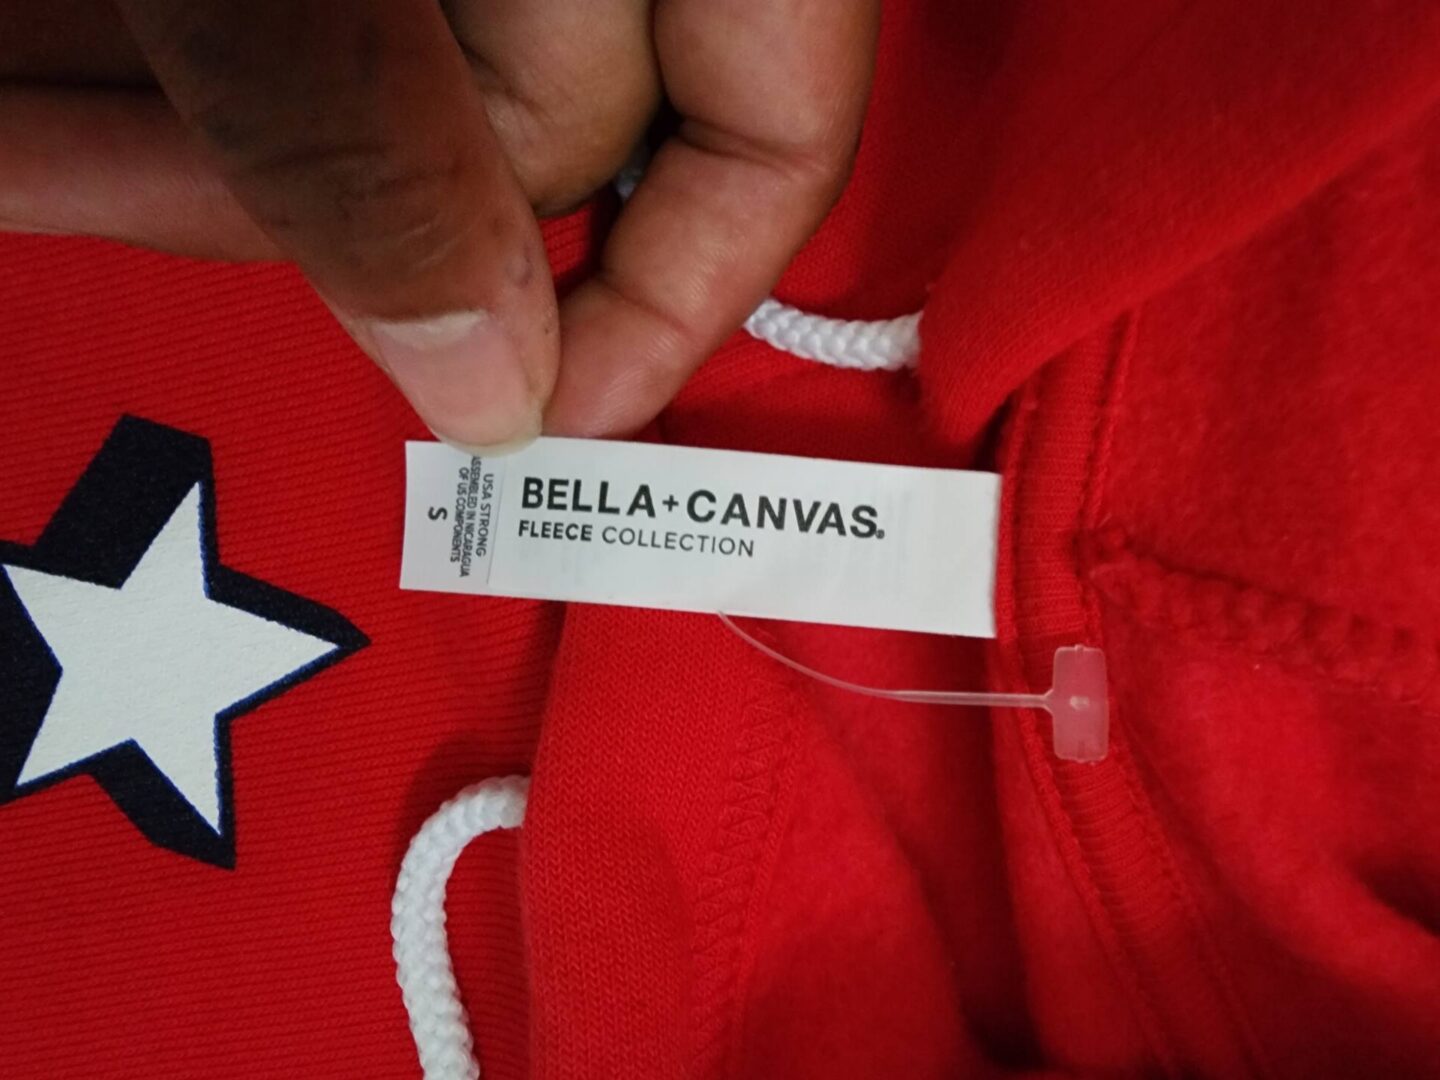 BELLA+CANVAS®
FLEECE COLLECTION
USA STRONG
ASSEMBLED IN NICARAGUA
OF US COMPONENTS
S